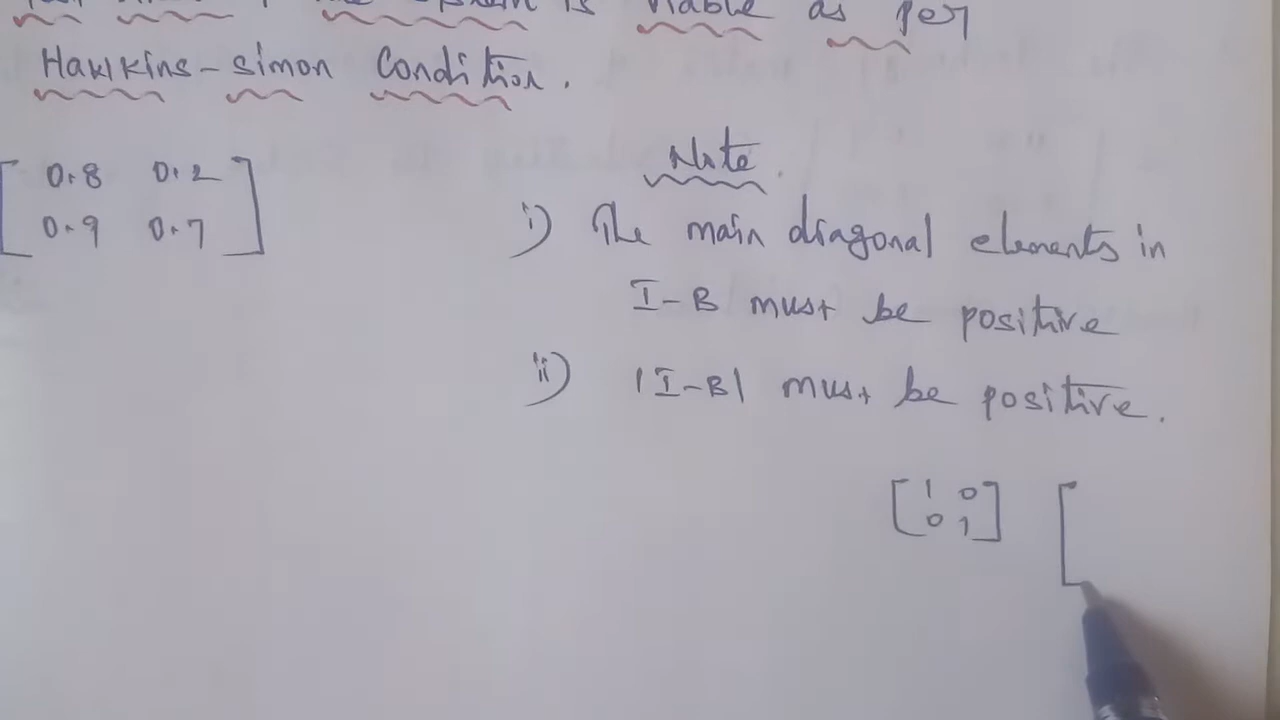 is viable as per
Hawkins-simon Condition.
0.8 0.2
0.9 0.7
Note
i) The main diagonal elements in
I-B must be positive
ii) |I-B| must be positive.
[1 0] [
[0 1]